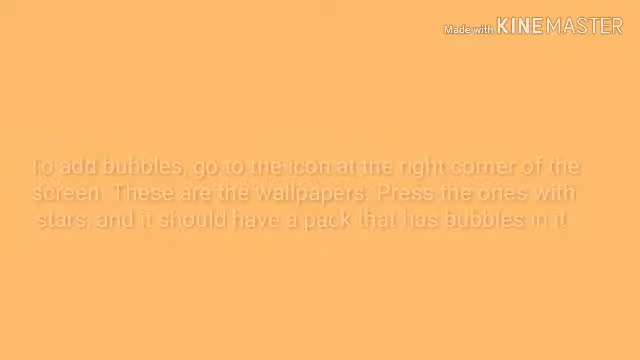 Made with KINEMASTER
To add bubbles, go to the icon at the right corner of the
screen. These are the wallpapers. Press the ones with
stars, and it should have a pack that has bubbles in it